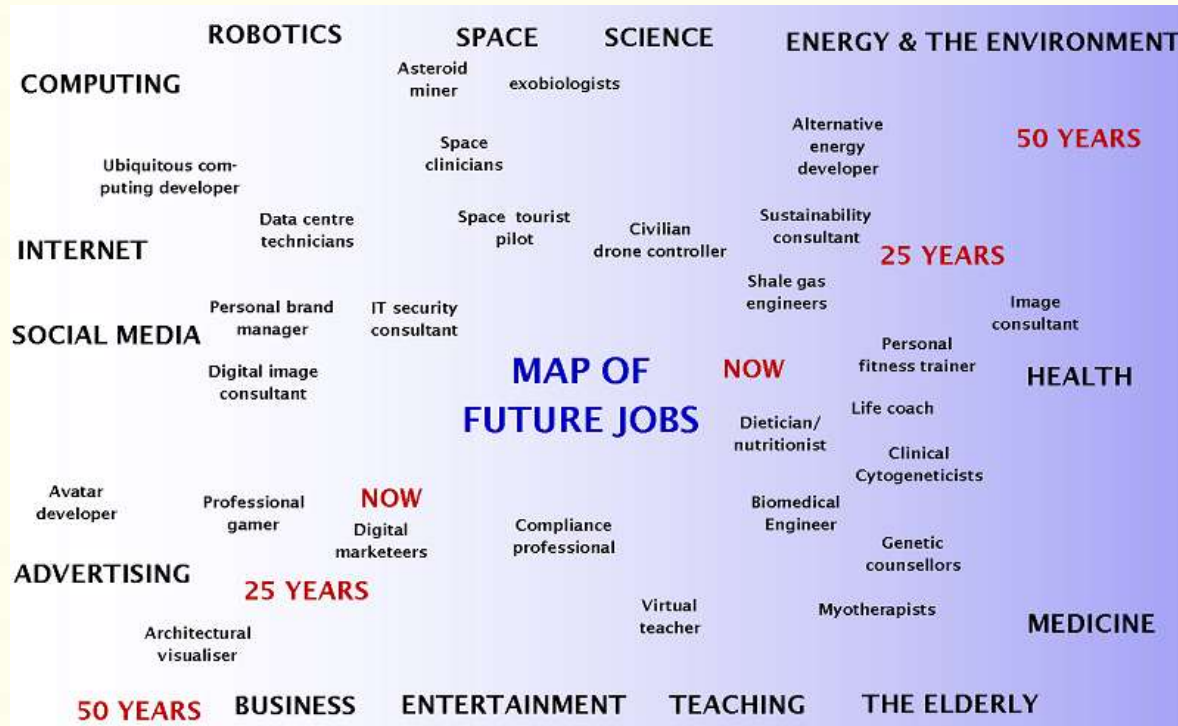 ROBOTICS
SPACE
SCIENCE
ENERGY & THE ENVIRONMENT
COMPUTING
Asteroid
miner
exobiologists
Alternative
energy
developer
50 YEARS
Space
clinicians
Ubiquitous com-
puting developer
Data centre
technicians
Space tourist
pilot
Civilian
drone controller
Sustainability
consultant
INTERNET
25 YEARS
Shale gas
engineers
Image
consultant
Personal brand
manager
IT security
consultant
SOCIAL MEDIA
Personal
fitness trainer
Digital image
consultant
MAP OF
FUTURE JOBS
NOW
HEALTH
Life coach
Dietician/
nutritionist
Clinical
Cytogeneticists
Avatar
developer
Professional
gamer
NOW
Digital
marketeers
Compliance
professional
Biomedical
Engineer
Genetic
counsellors
ADVERTISING
25 YEARS
Virtual
teacher
Myotherapists
MEDICINE
Architectural
visualiser
50 YEARS
BUSINESS
ENTERTAINMENT
TEACHING
THE ELDERLY